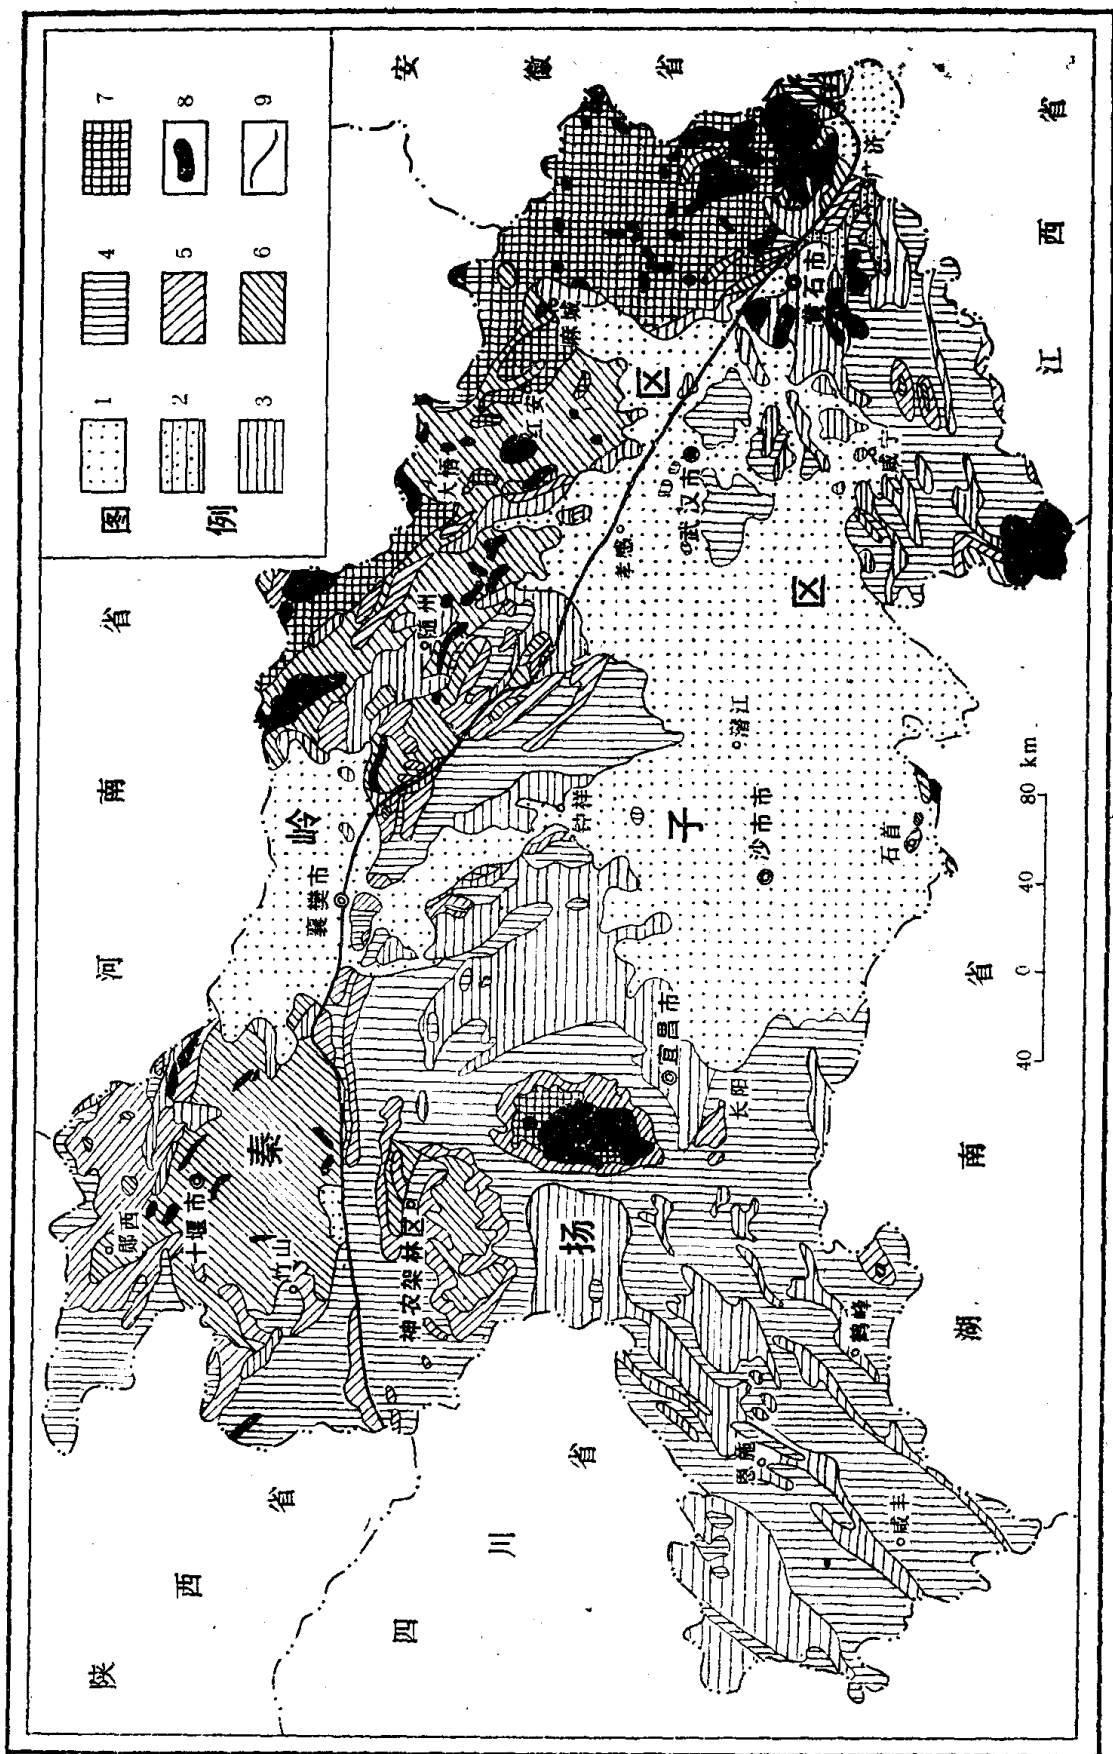 图例
1
4
7
2
5
8
3
6
9
陕西省
河南省
安徽省
郧西
十堰市
秦岭区
竹山
襄樊市
随州
大悟
红安
麻城
神农架林区
四川省
扬子区
钟祥
孝感
武汉市
宜昌市
长阳
沙市市
潜江
黄石市
广济
恩施
鹤峰
咸丰
石首
咸宁
湖南省
江西省
40 0 40 80 km